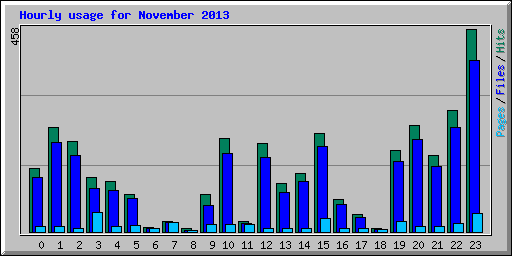 Hourly usage for November 2013
458
Pages/Files/Hits
0 1 2 3 4 5 6 7 8 9 10 11 12 13 14 15 16 17 18 19 20 21 22 23